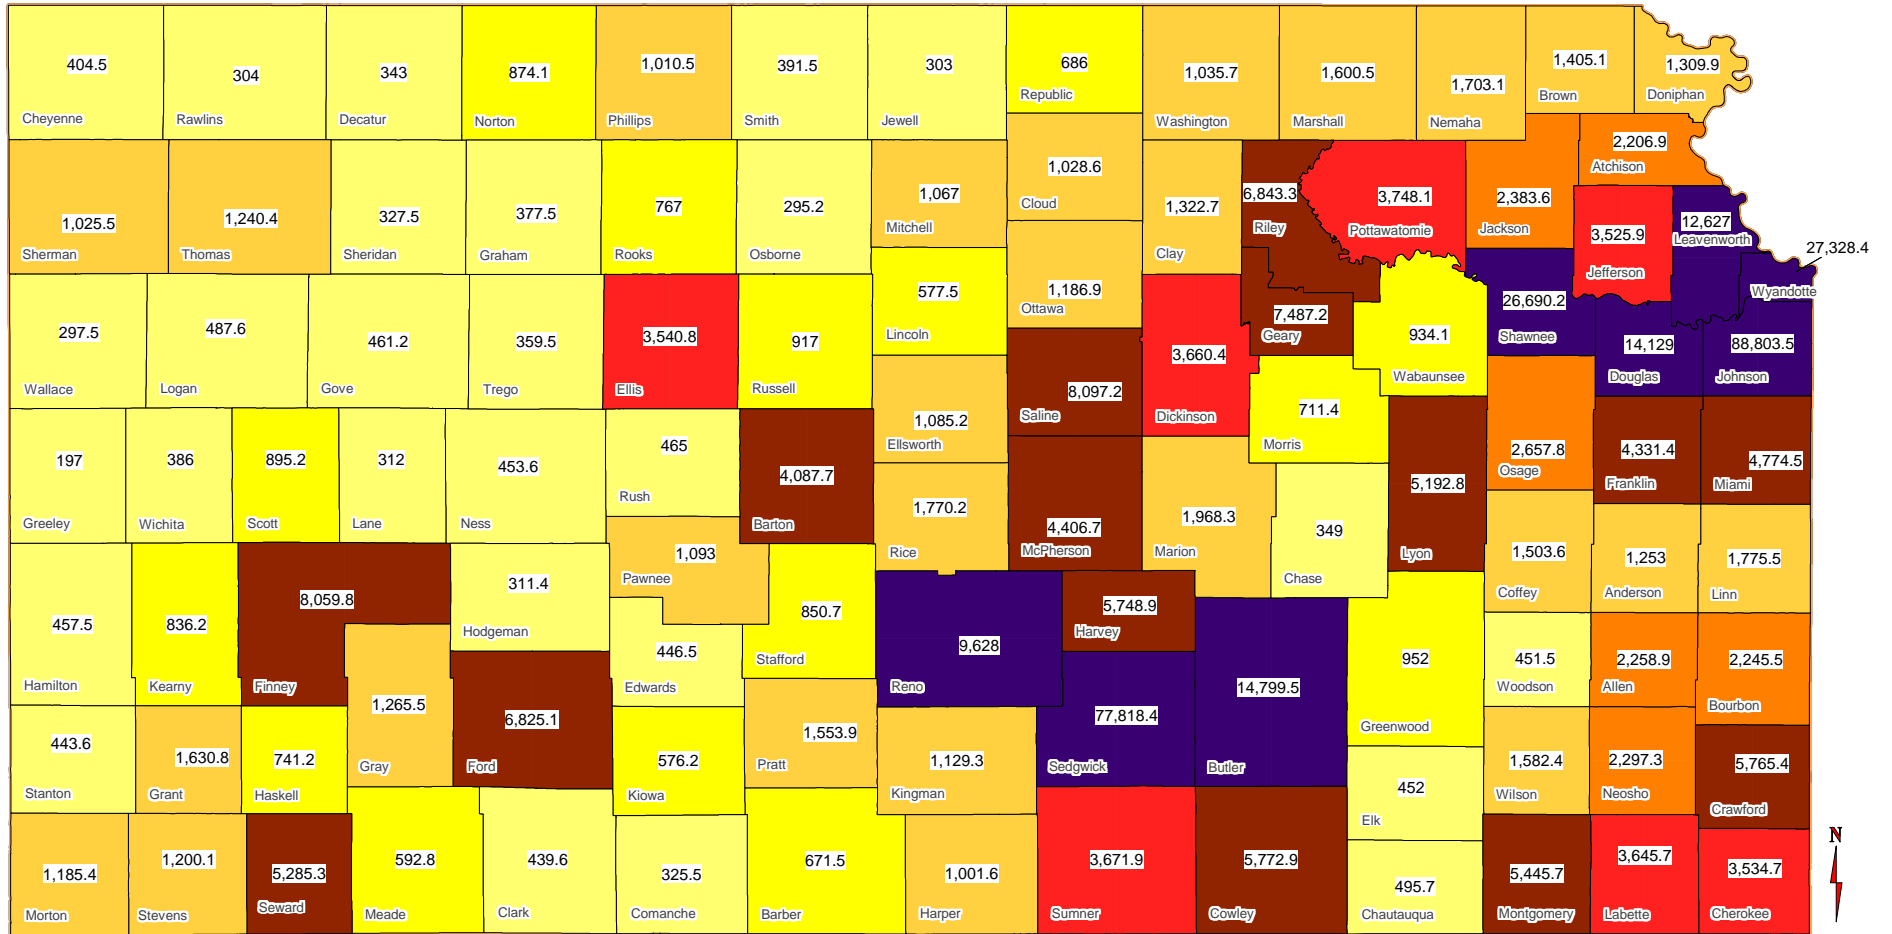 404.5
Cheyenne
304
Rawlins
343
Decatur
874.1
Norton
1,010.5
Phillips
391.5
Smith
303
Jewell
686
Republic
1,035.7
Washington
1,600.5
Marshall
1,703.1
Nemaha
1,405.1
Brown
1,309.9
Doniphan
1,025.5
Sherman
1,240.4
Thomas
327.5
Sheridan
377.5
Graham
767
Rooks
295.2
Osborne
1,067
Mitchell
1,028.6
Cloud
1,322.7
Clay
6,843.3
Riley
3,748.1
Pottawatomie
2,383.6
Jackson
2,206.9
Atchison
3,525.9
Jefferson
12,627
Leavenworth
27,328.4
Wyandotte
297.5
Wallace
487.6
Logan
461.2
Gove
359.5
Trego
3,540.8
Ellis
917
Russell
577.5
Lincoln
1,186.9
Ottawa
3,660.4
Dickinson
7,487.2
Geary
934.1
Wabaunsee
26,690.2
Shawnee
14,129
Douglas
88,803.5
Johnson
197
Greeley
386
Wichita
895.2
Scott
312
Lane
453.6
Ness
465
Rush
4,087.7
Barton
1,085.2
Ellsworth
8,097.2
Saline
711.4
Morris
5,192.8
Lyon
2,657.8
Osage
4,331.4
Franklin
4,774.5
Miami
1,770.2
Rice
4,406.7
McPherson
1,968.3
Marion
349
Chase
1,503.6
Coffey
1,253
Anderson
1,775.5
Linn
457.5
Hamilton
836.2
Kearny
8,059.8
Finney
311.4
Hodgeman
1,093
Pawnee
850.7
Stafford
446.5
Edwards
9,628
Reno
5,748.9
Harvey
14,799.5
Butler
952
Greenwood
451.5
Woodson
2,258.9
Allen
2,245.5
Bourbon
443.6
Stanton
1,630.8
Grant
741.2
Haskell
1,265.5
Gray
6,825.1
Ford
576.2
Kiowa
1,553.9
Pratt
1,129.3
Kingman
77,818.4
Sedgwick
452
Elk
1,582.4
Wilson
2,297.3
Neosho
5,765.4
Crawford
1,185.4
Morton
1,200.1
Stevens
5,285.3
Seward
592.8
Meade
439.6
Clark
325.5
Comanche
671.5
Barber
1,001.6
Harper
3,671.9
Sumner
5,772.9
Cowley
495.7
Chautauqua
5,445.7
Montgomery
3,645.7
Labette
3,534.7
Cherokee
N